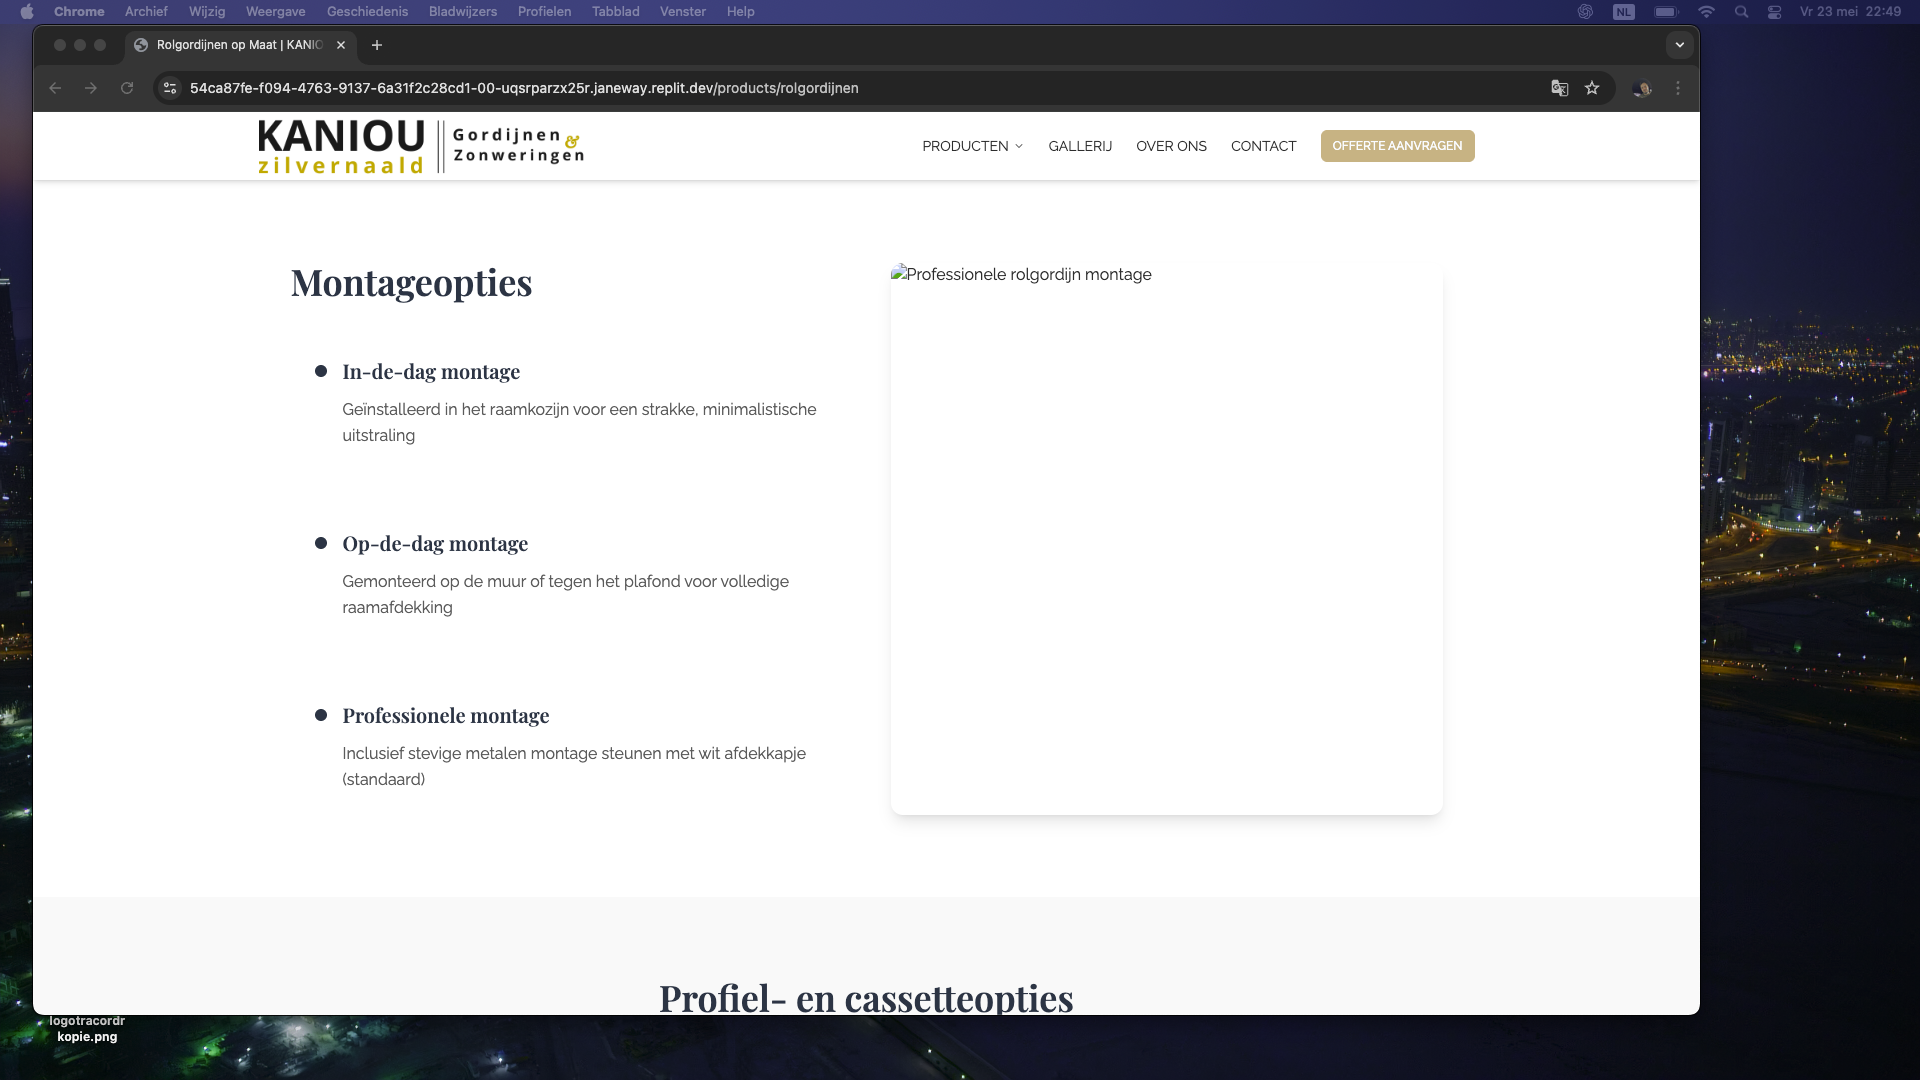 Chrome Archief Wijzig Weergave Geschiedenis Bladwijzers Profielen Tabblad Venster Help NL Vr 23 mei 22:49
Rolgordijnen op Maat | KANIO
54ca87fe-f094-4763-9137-6a31f2c28cd1-00-uqsrparzx25r.janeway.replit.dev/products/rolgordijnen
KANIOU
zilvernaald
Gordijnen &
Zonweringen
PRODUCTEN GALLERIJ OVER ONS CONTACT OFFERTE AANVRAGEN
Montageopties
Professionele rolgordijn montage
In-de-dag montage
Geïnstalleerd in het raamkozijn voor een strakke, minimalistische
uitstraling
Op-de-dag montage
Gemonteerd op de muur of tegen het plafond voor volledige
raamafdekking
Professionele montage
Inclusief stevige metalen montage steunen met wit afdekkapje
(standaard)
Profiel- en cassetteopties
logotracordr
kopie.png